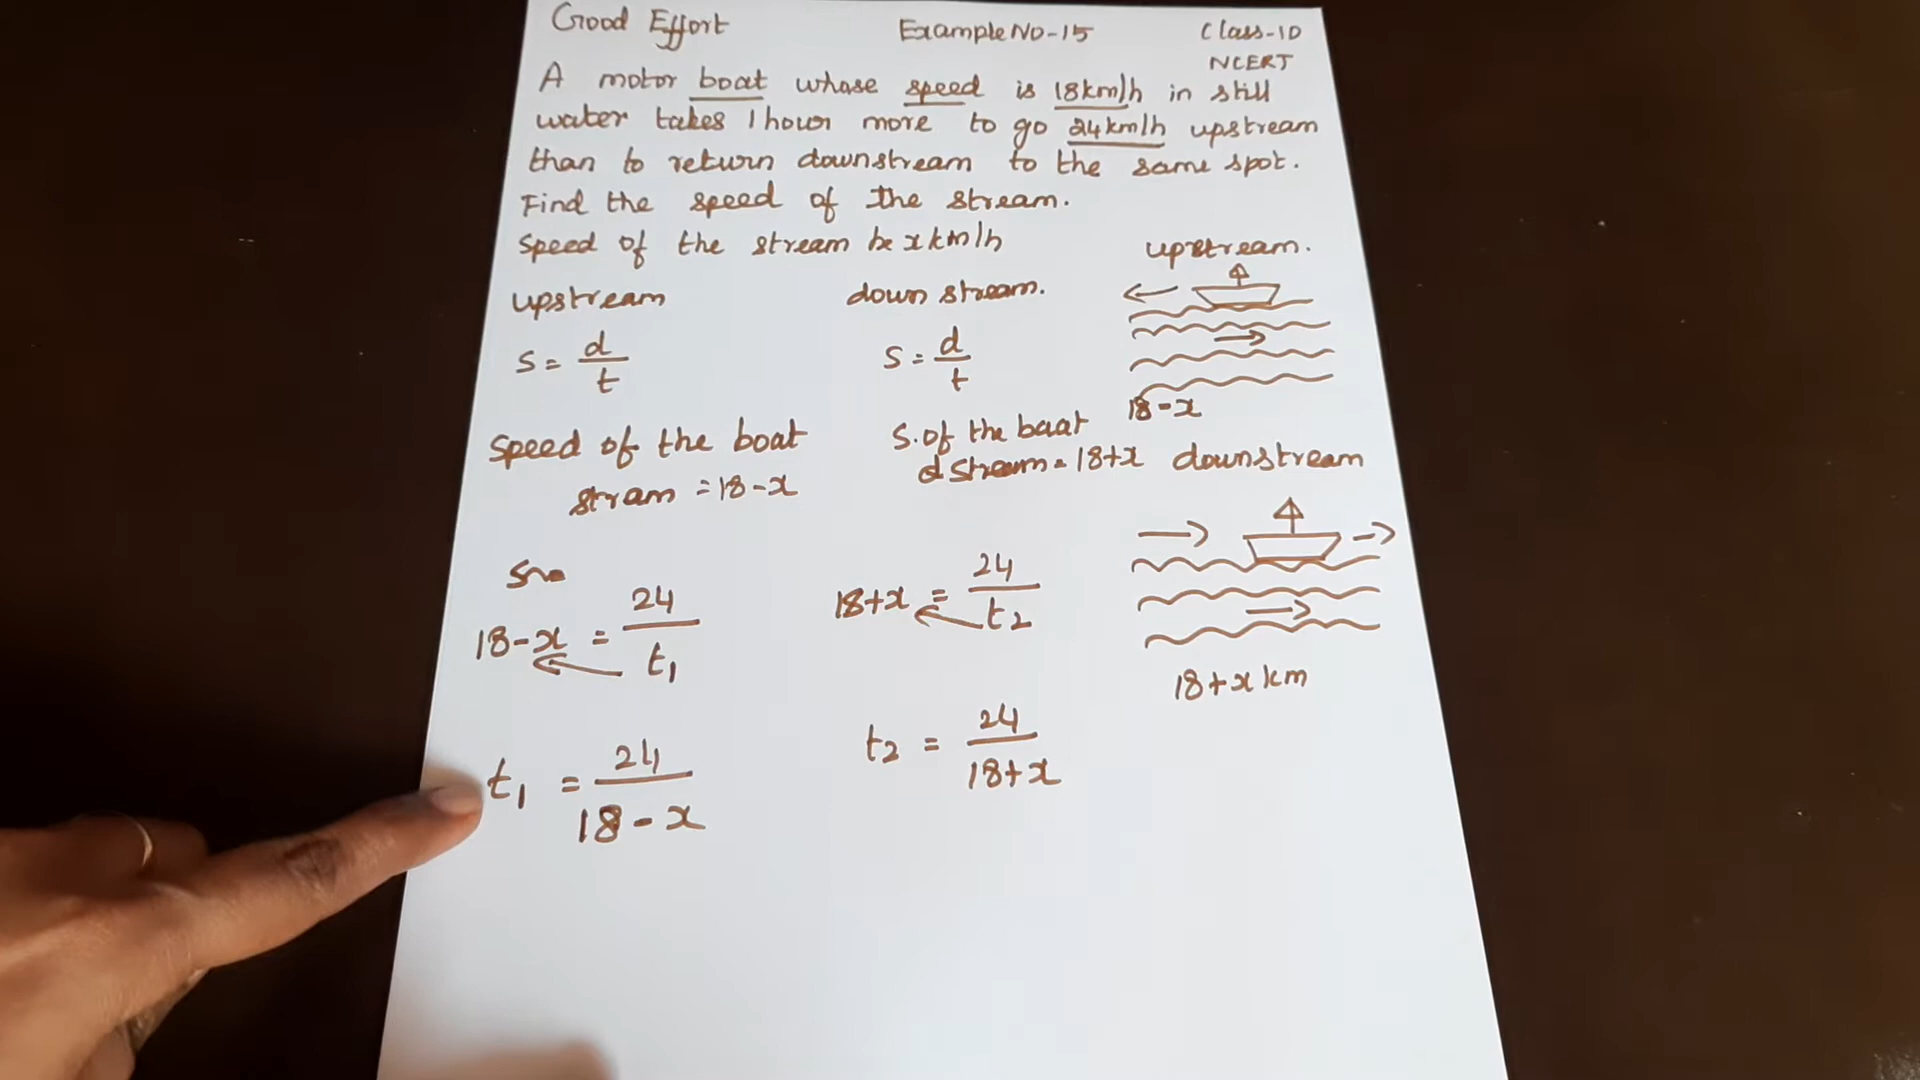 Good Effort Example No-15 Class-10
NCERT
A motor boat whose speed is 18km/h in still
water takes 1 hour more to go 24km/h upstream
than to return downstream to the same spot.
Find the speed of the stream.
Speed of the stream be x km/h
upstream.
upstream
down stream.
S = d/t
S = d/t
18-x
Speed of the boat
stram = 18-x
S. of the boat
d stream = 18+x
downstream
18-x = 24/t1
18+x = 24/t2
18+x km
t1 = 24/18-x
t2 = 24/18+x